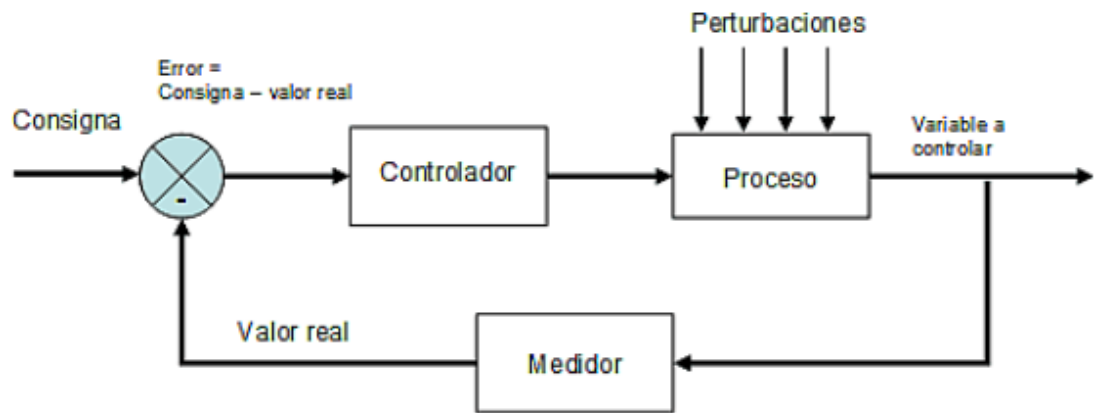 Perturbaciones
Error =
Consigna – valor real
Consigna
Variable a
controlar
Controlador
Proceso
-
Valor real
Medidor